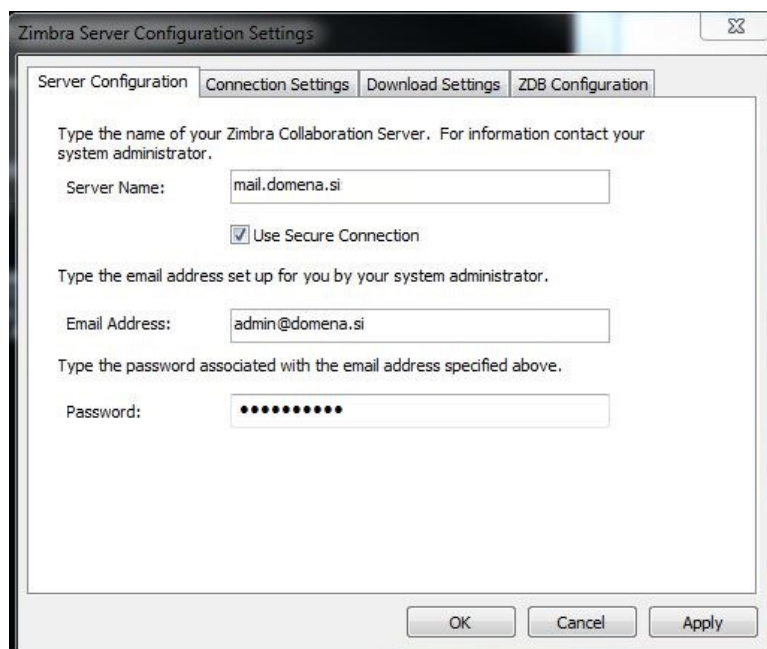 Zimbra Server Configuration Settings
Server Configuration Connection Settings Download Settings ZDB Configuration
Type the name of your Zimbra Collaboration Server. For information contact your
system administrator.
Server Name: mail.domena.si
Use Secure Connection
Type the email address set up for you by your system administrator.
Email Address: admin@domena.si
Type the password associated with the email address specified above.
Password: ••••••••••
OK Cancel Apply